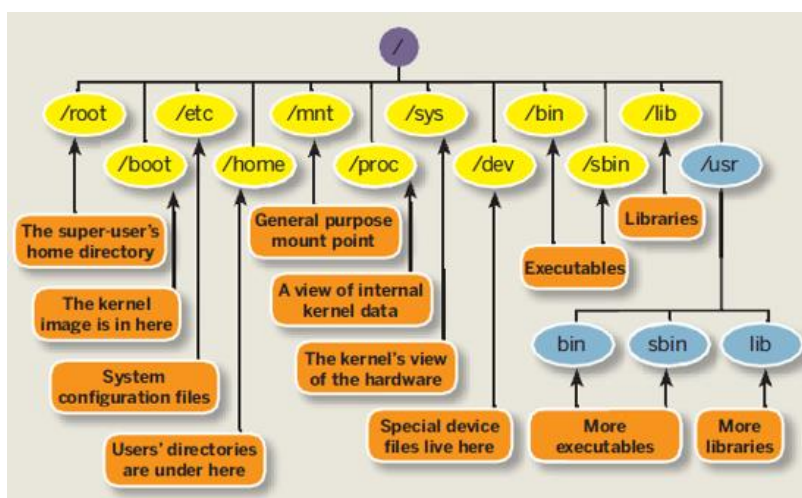 /
/root
/etc
/mnt
/sys
/bin
/lib
/boot
/home
/proc
/dev
/sbin
/usr
The super-user's
home directory
General purpose
mount point
Libraries
Executables
The kernel
image is in here
A view of internal
kernel data
The kernel's view
of the hardware
bin
sbin
lib
System
configuration files
Special device
files live here
More
executables
More
libraries
Users' directories
are under here